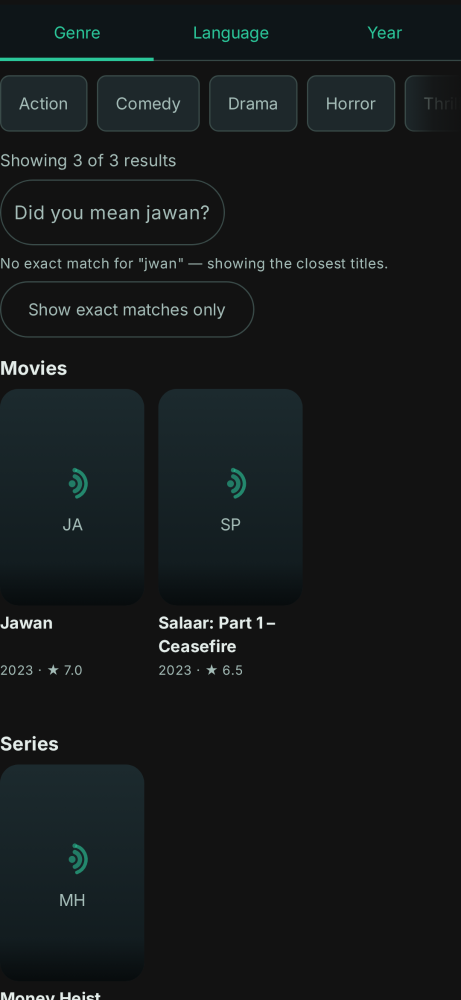 Genre Language Year
Action Comedy Drama Horror
Showing 3 of 3 results
Did you mean jawan?
No exact match for "jwan" — showing the closest titles.
Show exact matches only
Movies
JA SP
Jawan
Salaar: Part 1 –
Ceasefire
2023 · ★ 7.0
2023 · ★ 6.5
Series
MH
Money Heist